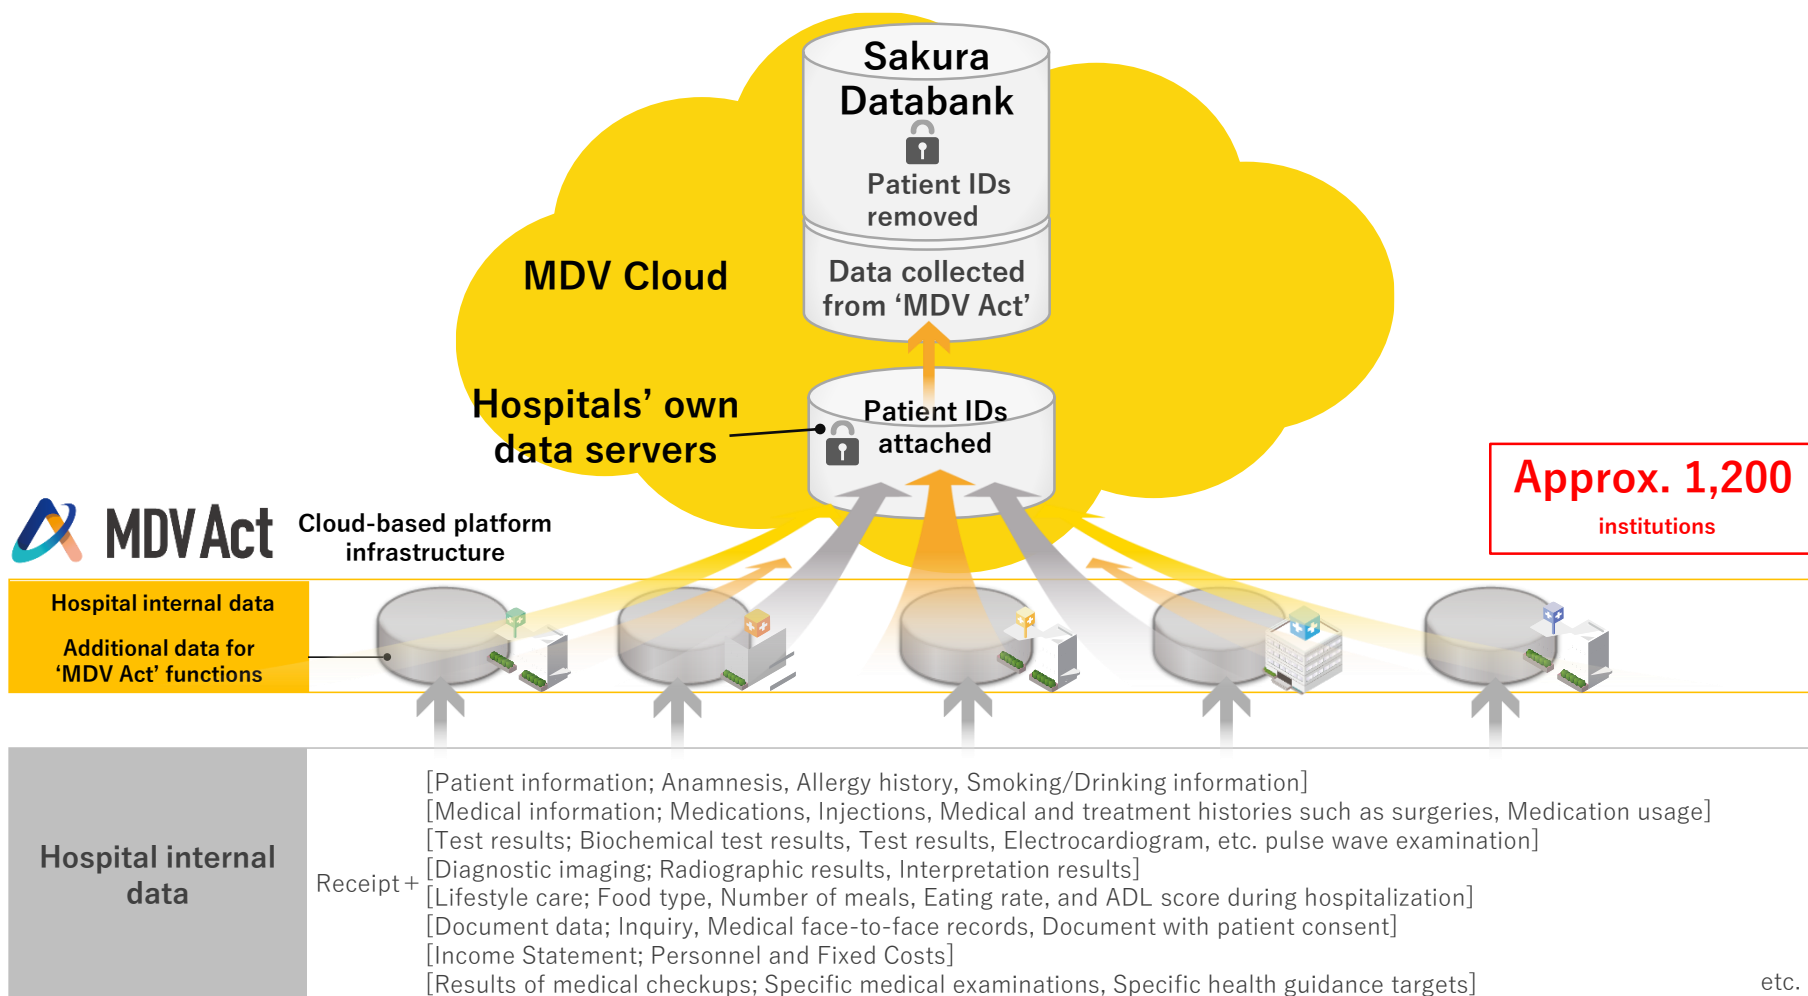 Sakura
Databank
Patient IDs
removed
MDV Cloud
Data collected
from ‘MDV Act’
Hospitals’ own
data servers
Patient IDs
attached
Approx. 1,200
institutions
MDV Act
Cloud-based platform
infrastructure
Hospital internal data
Additional data for
‘MDV Act’ functions
Hospital internal
data
Receipt+
[Patient information; Anamnesis, Allergy history, Smoking/Drinking information]
[Medical information; Medications, Injections, Medical and treatment histories such as surgeries, Medication usage]
[Test results; Biochemical test results, Test results, Electrocardiogram, etc. pulse wave examination]
[Diagnostic imaging; Radiographic results, Interpretation results]
[Lifestyle care; Food type, Number of meals, Eating rate, and ADL score during hospitalization]
[Document data; Inquiry, Medical face-to-face records, Document with patient consent]
[Income Statement; Personnel and Fixed Costs]
[Results of medical checkups; Specific medical examinations, Specific health guidance targets]
etc.